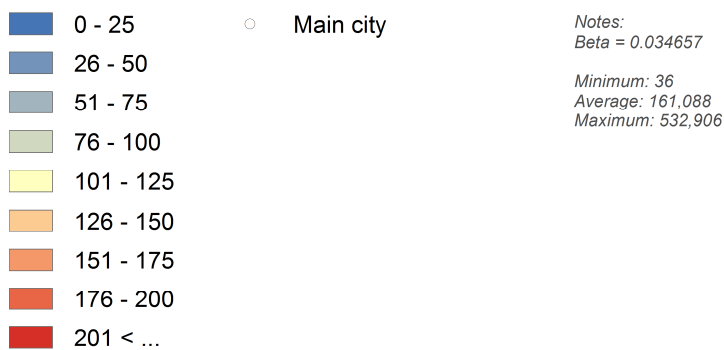 0 - 25
26 - 50
51 - 75
76 - 100
101 - 125
126 - 150
151 - 175
176 - 200
201 < ...
Main city
Notes:
Beta = 0.034657
Minimum: 36
Average: 161,088
Maximum: 532,906